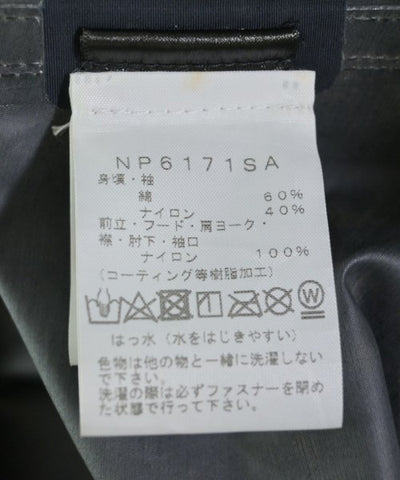 NP6171SA
身頃・袖
綿 60%
ナイロン 40%
前立・フード・肩ヨーク・
襟・肘下・袖口
ナイロン 100%
(コーティング等樹脂加工)
W
はっ水（水をはじきやすい）
色物は他の物と一緒に洗濯しない
で下さい。
洗濯の際は必ずファスナーを閉め
た状態で行って下さい。